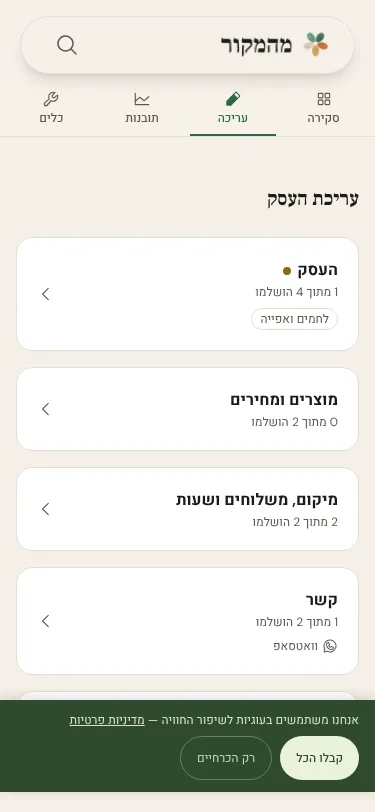 מהמקור
סקירה
עריכה
תובנות
כלים
עריכת העסק
העסק
1 מתוך 4 הושלמו
לחמים ואפייה
מוצרים ומחירים
0 מתוך 2 הושלמו
מיקום, משלוחים ושעות
2 מתוך 2 הושלמו
קשר
1 מתוך 2 הושלמו
וואטסאפ
אנחנו משתמשים בעוגיות לשיפור החוויה — מדיניות פרטיות
קבלו הכל
רק הכרחיים